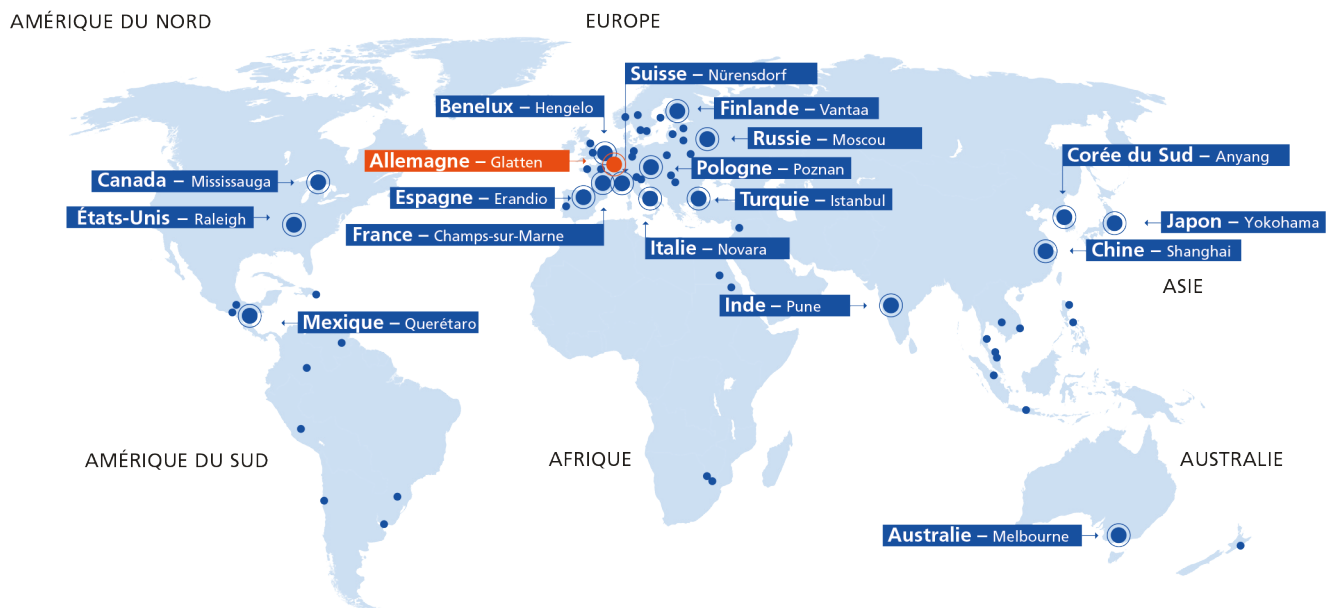 AMÉRIQUE DU NORD
EUROPE
Suisse – Nürensdorf
Benelux – Hengelo
Finlande – Vantaa
Russie – Moscou
Allemagne – Glatten
Corée du Sud – Anyang
Pologne – Poznan
Canada – Mississauga
Espagne – Erandio
Turquie – Istanbul
États-Unis – Raleigh
Japon – Yokohama
France – Champs-sur-Marne
Italie – Novara
Chine – Shanghai
ASIE
Inde – Pune
Mexique – Querétaro
AMÉRIQUE DU SUD
AFRIQUE
AUSTRALIE
Australie – Melbourne